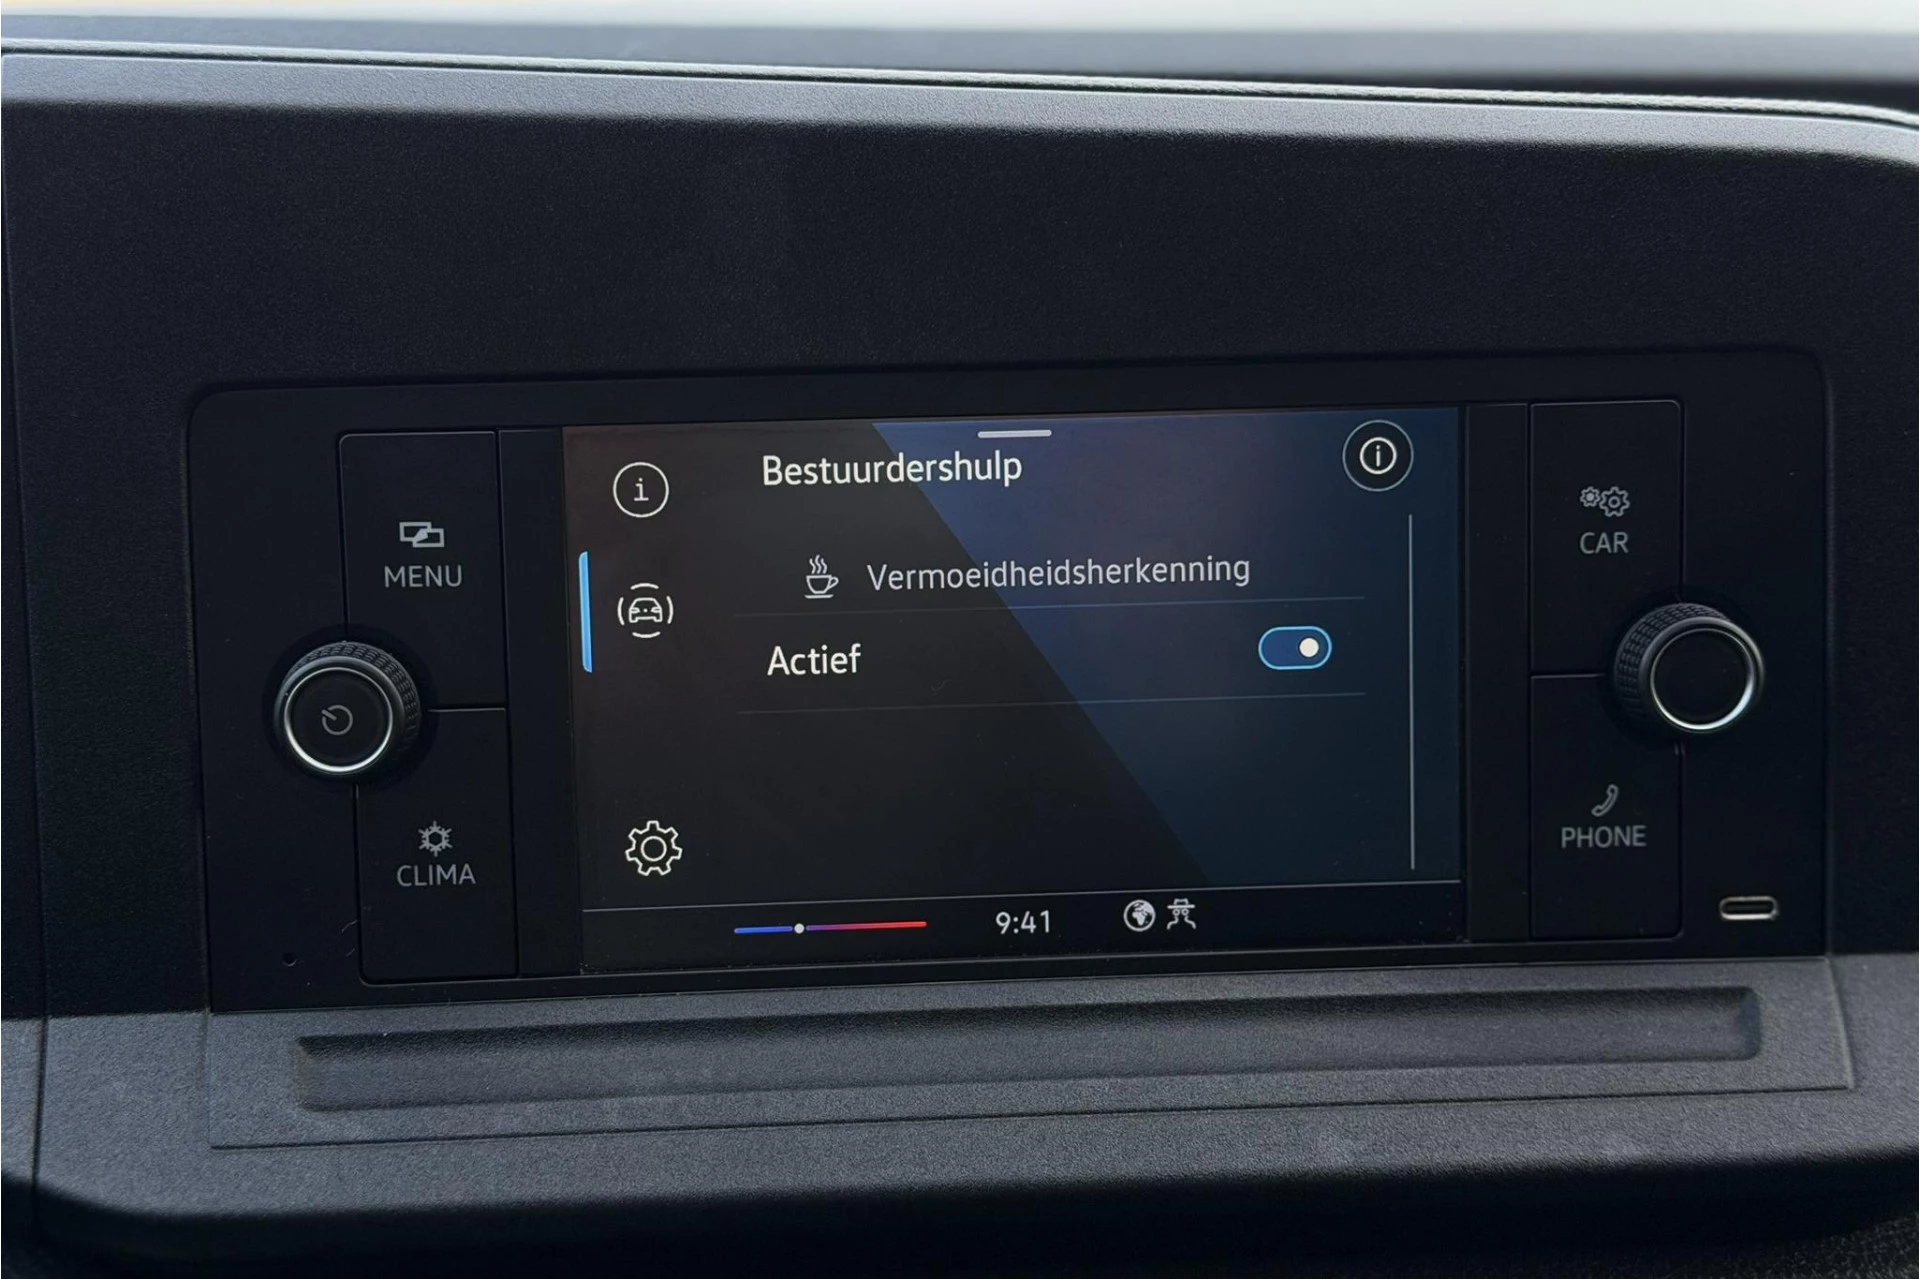 Bestuurdershulp
Vermoeidheidsherkenning
Actief
9:41
MENU
CLIMA
CAR
PHONE